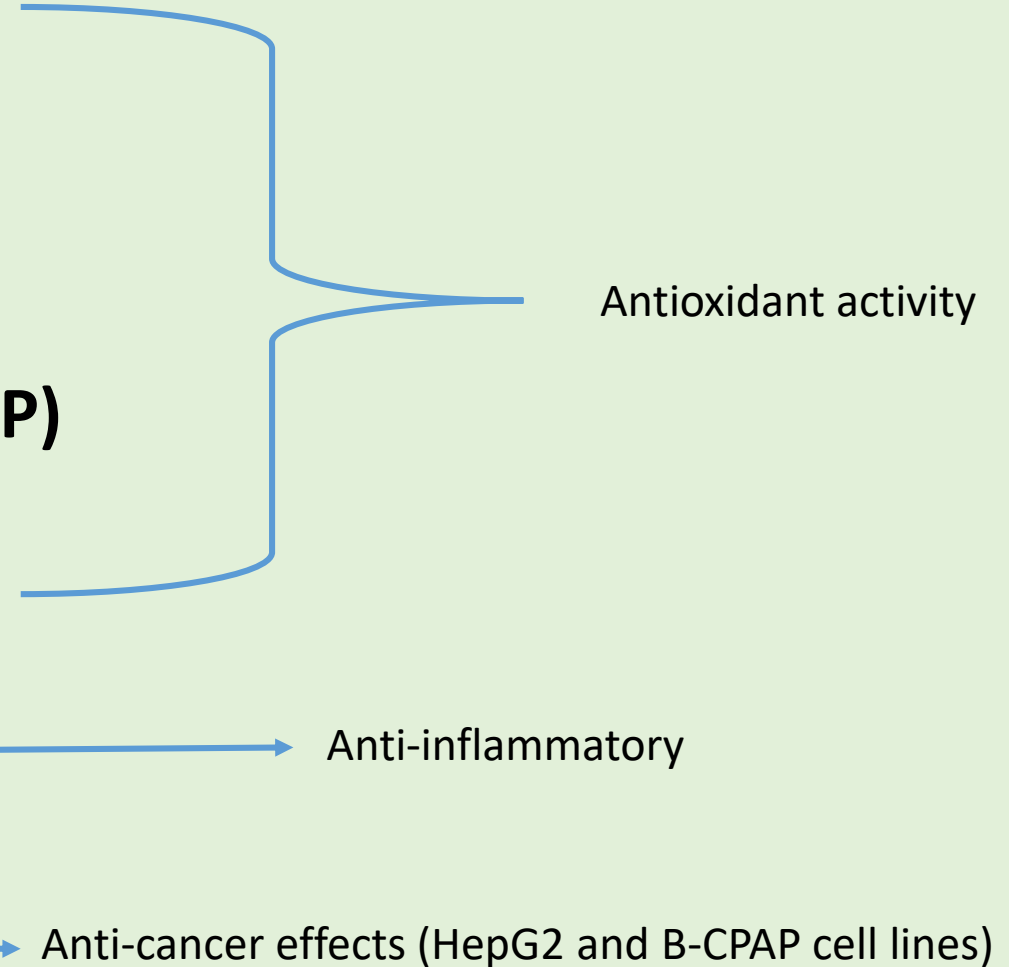 Antioxidant activity
P)
Anti-inflammatory
Anti-cancer effects (HepG2 and B-CPAP cell lines)